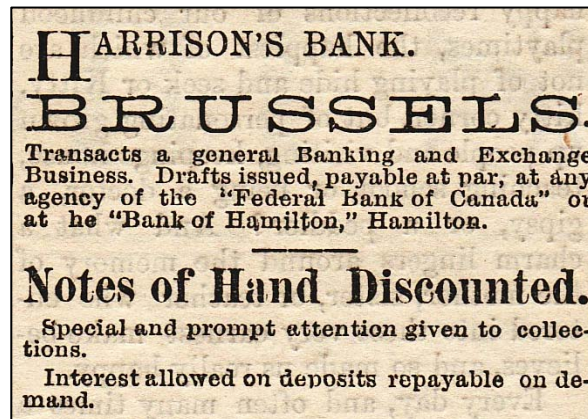 HARRISON'S BANK.
BRUSSELS.
Transacts a general Banking and Exchange
Business. Drafts issued, payable at par, at any
agency of the "Federal Bank of Canada" or
at he "Bank of Hamilton," Hamilton.
Notes of Hand Discounted.
Special and prompt attention given to collec-
tions.
Interest allowed on deposits repayable on de-
mand.